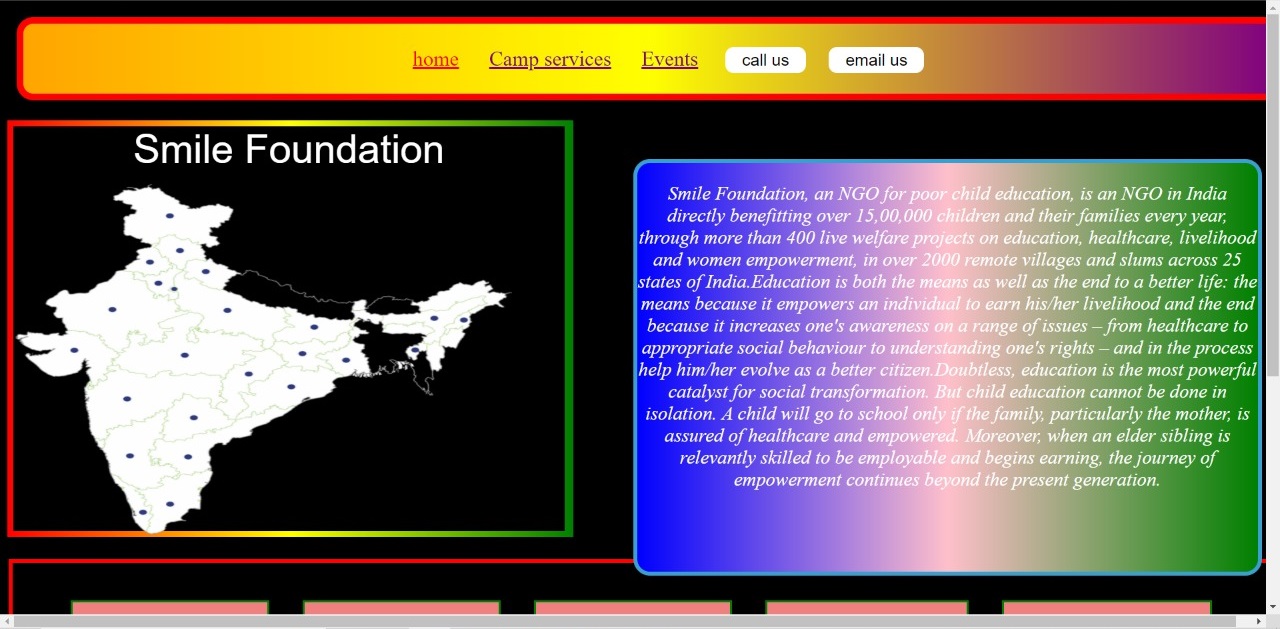 home Camp services Events call us email us
Smile Foundation
Smile Foundation, an NGO for poor child education, is an NGO in India
directly benefitting over 15,00,000 children and their families every year,
through more than 400 live welfare projects on education, healthcare, livelihood
and women empowerment, in over 2000 remote villages and slums across 25
states of India.Education is both the means as well as the end to a better life: the
means because it empowers an individual to earn his/her livelihood and the end
because it increases one's awareness on a range of issues – from healthcare to
appropriate social behaviour to understanding one's rights – and in the process
help him/her evolve as a better citizen.Doubtless, education is the most powerful
catalyst for social transformation. But child education cannot be done in
isolation. A child will go to school only if the family, particularly the mother, is
assured of healthcare and empowered. Moreover, when an elder sibling is
relevantly skilled to be employable and begins earning, the journey of
empowerment continues beyond the present generation.